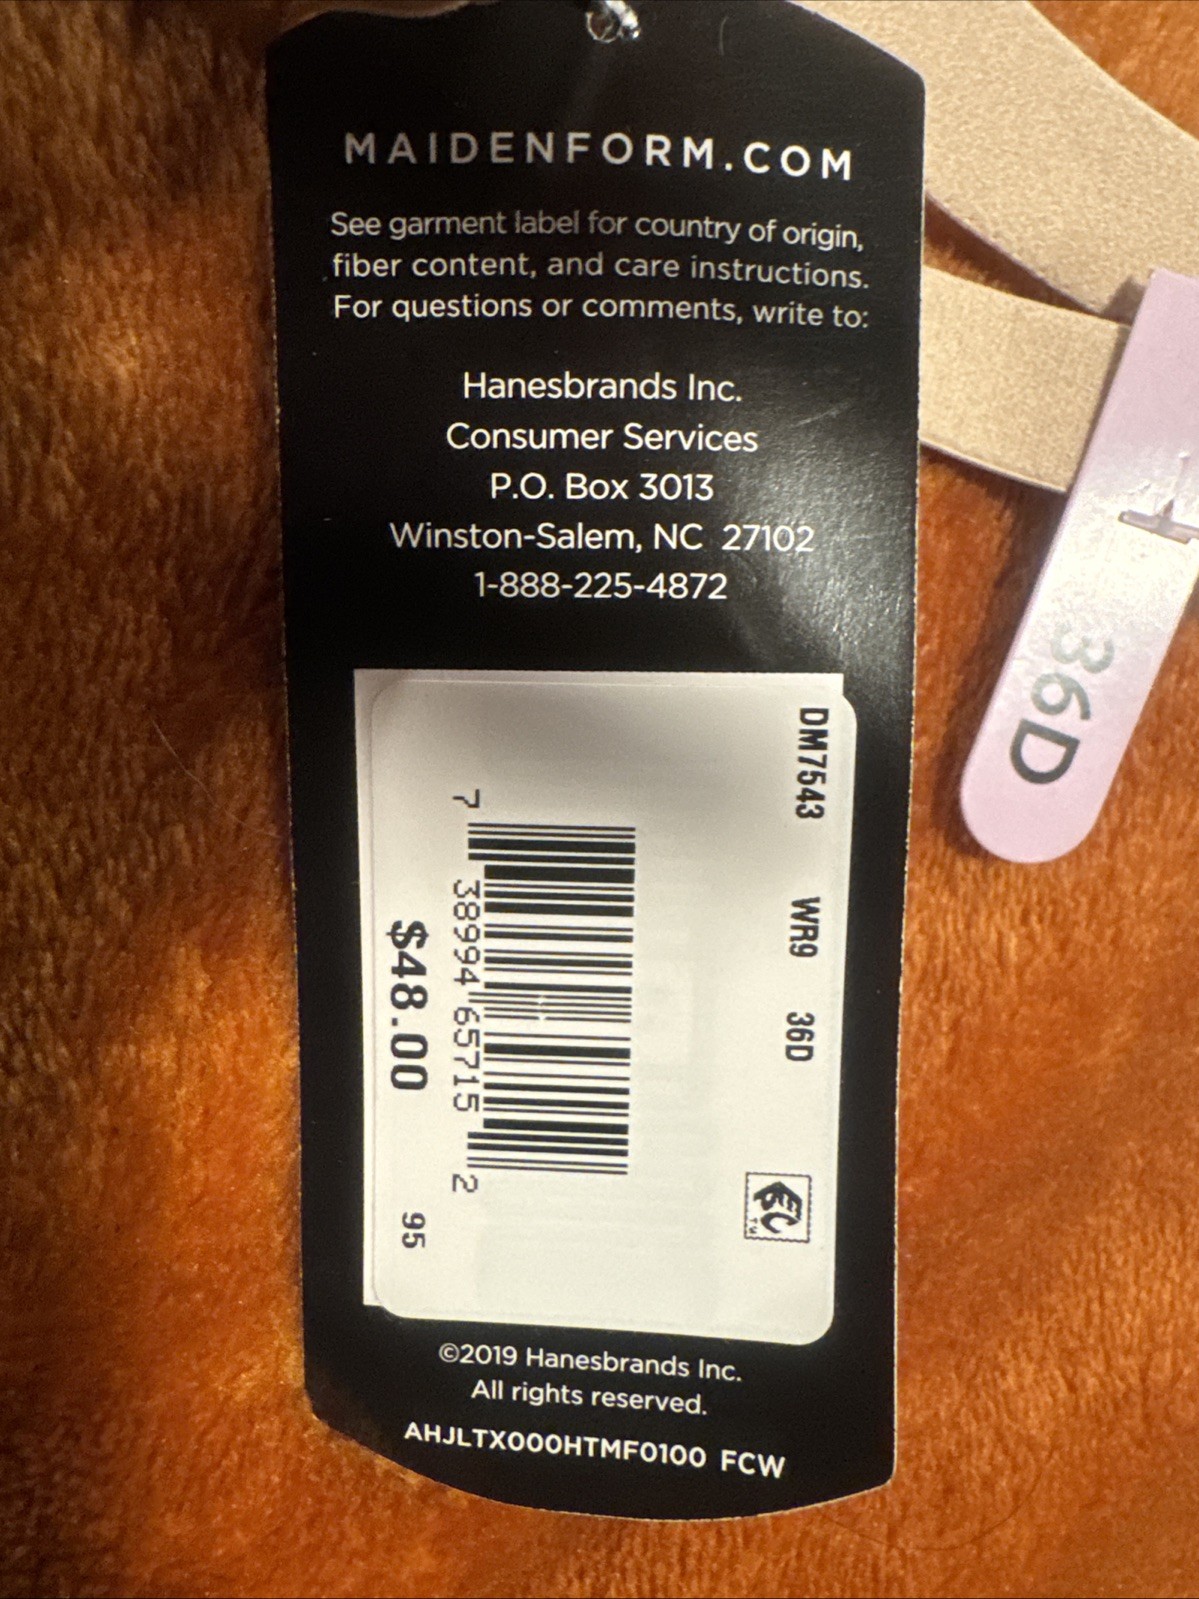 MAIDENFORM.COM
See garment label for country of origin,
fiber content, and care instructions.
For questions or comments, write to:
Hanesbrands Inc.
Consumer Services
P.O. Box 3013
Winston-Salem, NC 27102
1-888-225-4872
DM7543 WR9 36D
EC
TM
7 38994 65715 2
$48.00 95
©2019 Hanesbrands Inc.
All rights reserved.
AHJLTX000HTMF0100 FCW
36D